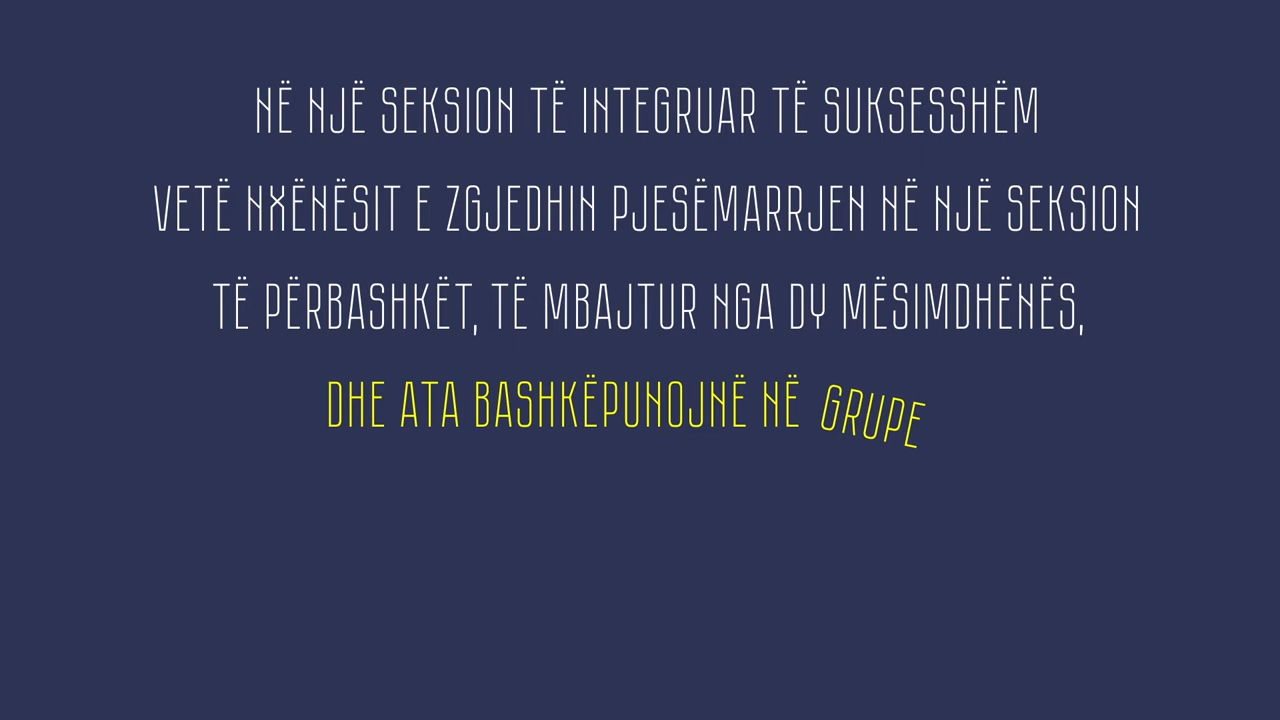 NË NJË SEKSION TË INTEGRUAR TË SUKSESSHËM
VETË NXËNËSIT E ZGJEDHIN PJESËMARRJEN NË NJË SEKSION
TË PËRBASHKËT, TË MBAJTUR NGA DY MËSIMDHËNËS,
DHE ATA BASHKËPUNOJNË NË GRUPE